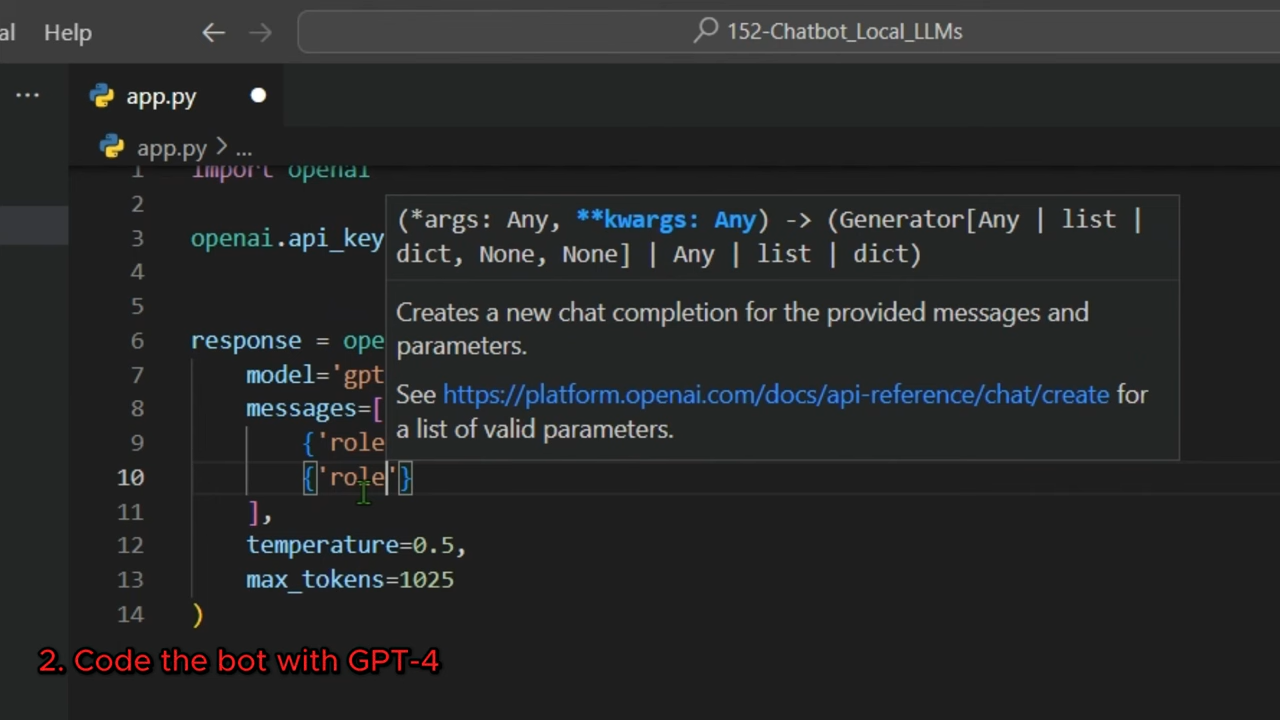 al Help 152-Chatbot_Local_LLMs
app.py
app.py > ...
1 import openai
2
3 openai.api_key
4
5
6 response = ope
7 model='gpt
8 messages=[
9 {'role
10 {'role'}
11 ],
12 temperature=0.5,
13 max_tokens=1025
14 )
(*args: Any, **kwargs: Any) -> (Generator[Any | list |
dict, None, None] | Any | list | dict)
Creates a new chat completion for the provided messages and
parameters.
See https://platform.openai.com/docs/api-reference/chat/create for
a list of valid parameters.
2. Code the bot with GPT-4